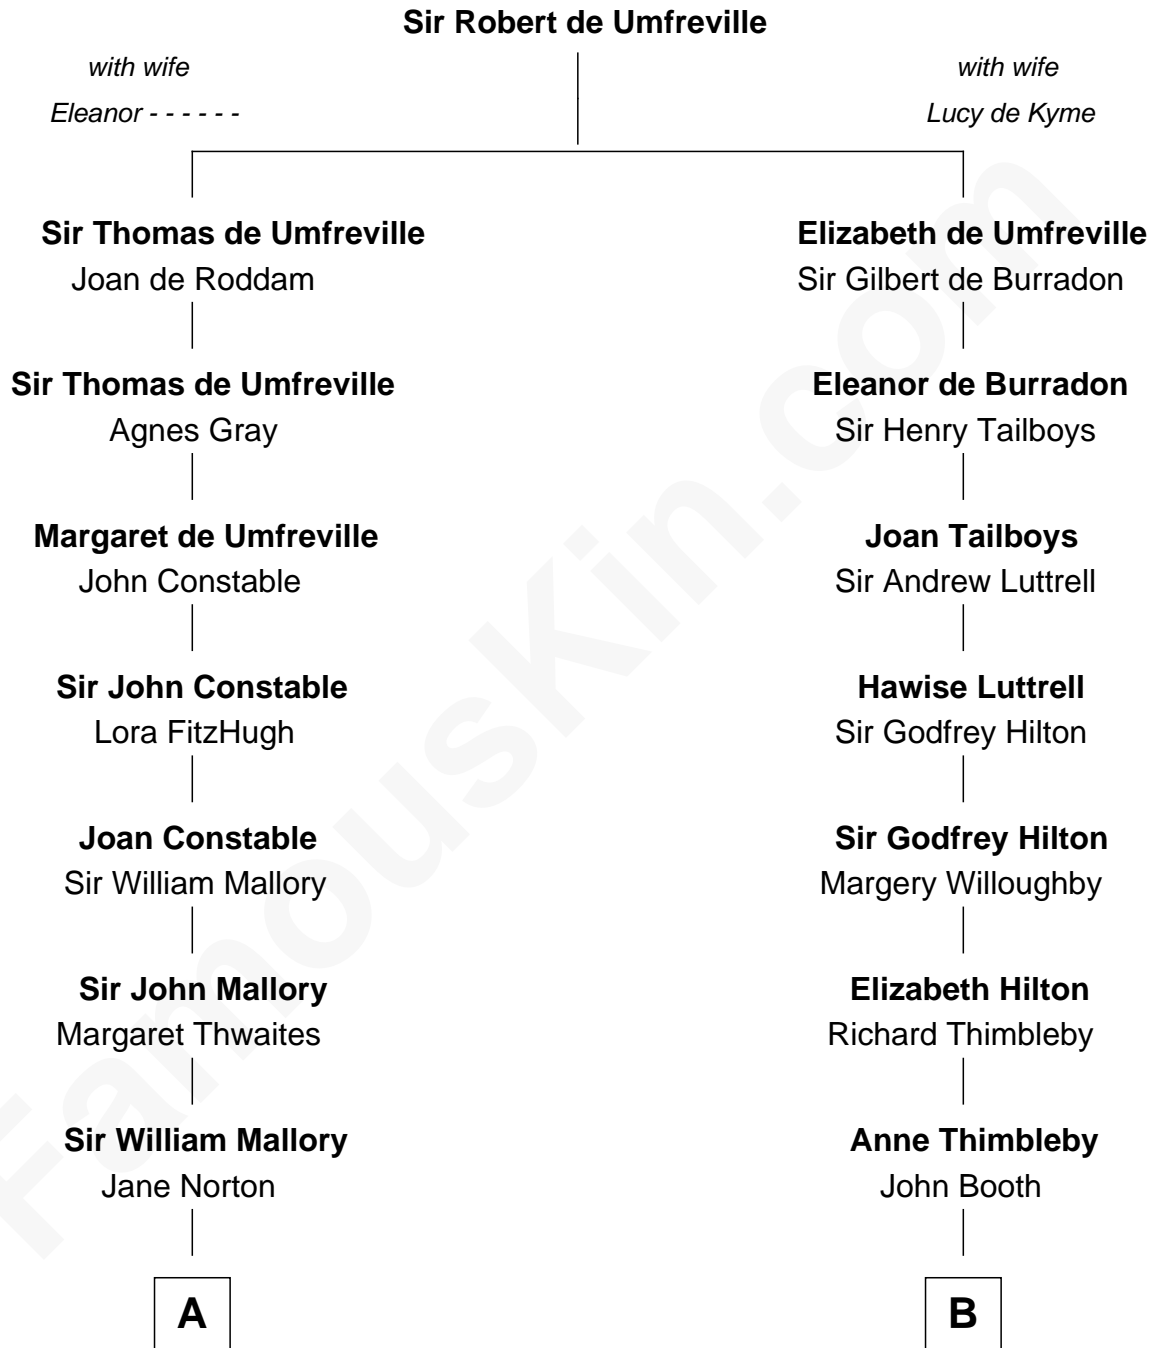 Sir Robert de Umfreville
with wife
Eleanor - - - - - -
with wife
Lucy de Kyme
Sir Thomas de Umfreville
Joan de Roddam
Elizabeth de Umfreville
Sir Gilbert de Burradon
Sir Thomas de Umfreville
Agnes Gray
Eleanor de Burradon
Sir Henry Tailboys
Margaret de Umfreville
John Constable
Joan Tailboys
Sir Andrew Luttrell
Sir John Constable
Lora FitzHugh
Hawise Luttrell
Sir Godfrey Hilton
Joan Constable
Sir William Mallory
Sir Godfrey Hilton
Margery Willoughby
Sir John Mallory
Margaret Thwaites
Elizabeth Hilton
Richard Thimbleby
Sir William Mallory
Jane Norton
Anne Thimbleby
John Booth
A
B
FamousKin.com